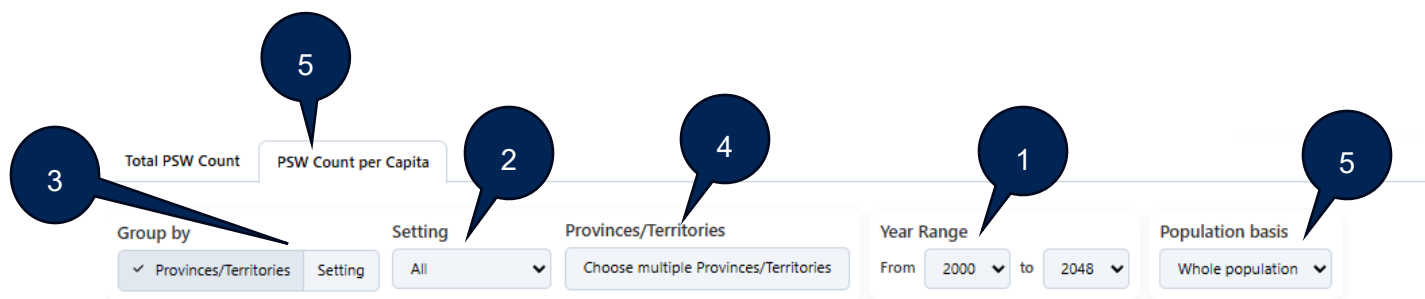 5
4
2
1
5
3
Total PSW Count
PSW Count per Capita
Group by
Setting
Provinces/Territories
Year Range
Population basis
Provinces/Territories
Setting
All
Choose multiple Provinces/Territories
From
2000
to
2048
Whole population